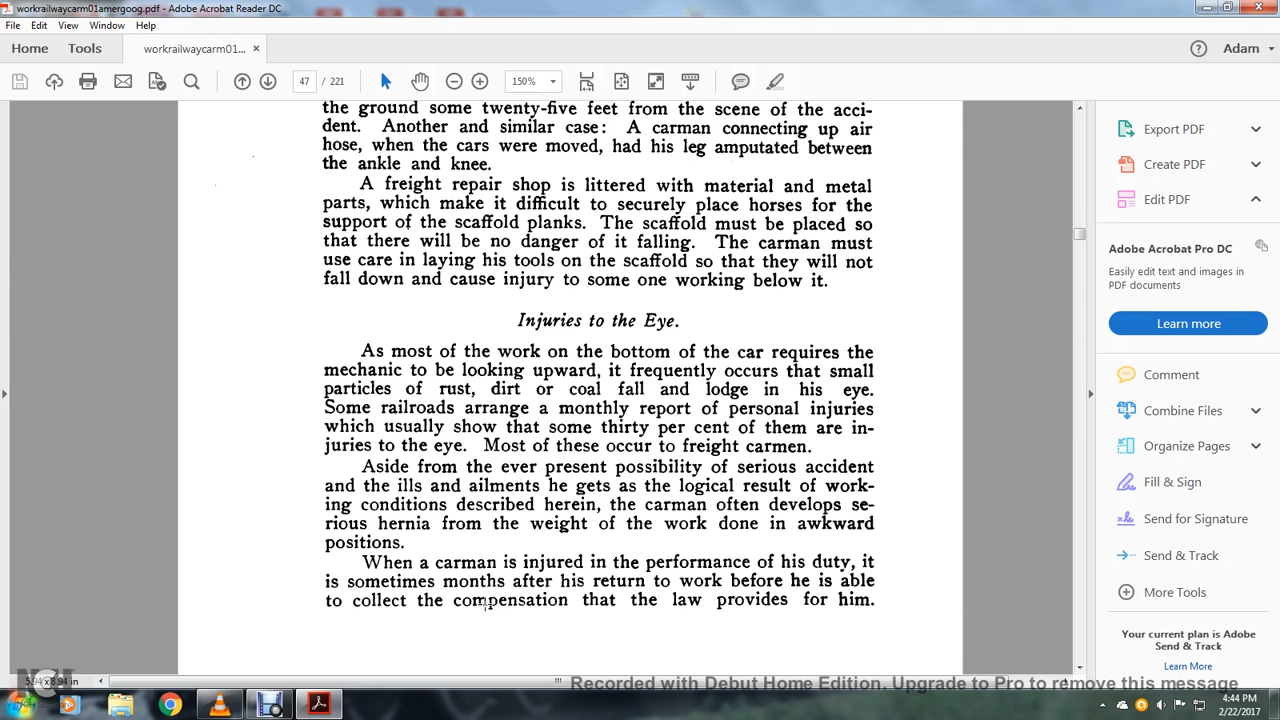 workrailwaycarm01amergoog.pdf - Adobe Acrobat Reader DC
File Edit View Window Help
Home Tools workrailwaycarm01... × Adam
47 / 221 150%
the ground some twenty-five feet from the scene of the acci-
dent. Another and similar case: A carman connecting up air
hose, when the cars were moved, had his leg amputated between
the ankle and knee.
A freight repair shop is littered with material and metal
parts, which make it difficult to securely place horses for the
support of the scaffold planks. The scaffold must be placed so
that there will be no danger of it falling. The carman must
use care in laying his tools on the scaffold so that they will not
fall down and cause injury to some one working below it.
Injuries to the Eye.
As most of the work on the bottom of the car requires the
mechanic to be looking upward, it frequently occurs that small
particles of rust, dirt or coal fall and lodge in his eye.
Some railroads arrange a monthly report of personal injuries
which usually show that some thirty per cent of them are in-
juries to the eye. Most of these occur to freight carmen.
Aside from the ever present possibility of serious accident
and the ills and ailments he gets as the logical result of work-
ing conditions described herein, the carman often develops se-
rious hernia from the weight of the work done in awkward
positions.
When a carman is injured in the performance of his duty, it
is sometimes months after his return to work before he is able
to collect the compensation that the law provides for him.
Export PDF
Create PDF
Edit PDF
Adobe Acrobat Pro DC
Easily edit text and images in
PDF documents
Learn more
Comment
Combine Files
Organize Pages
Fill & Sign
Send for Signature
Send & Track
More Tools
Your current plan is Adobe
Send & Track
Learn More
5.94 x 8.94 in
Recorded with Debut Home Edition. Upgrade to Pro to remove this message
4:44 PM
2/22/2017